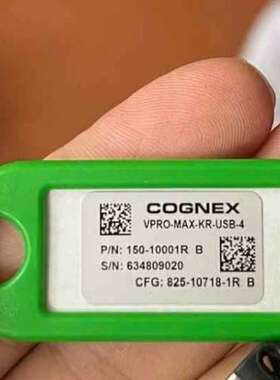 COGNEX
VPRO-MAX-KR-USB-4
P/N: 150-10001R B
S/N: 634809020
CFG: 825-10718-1R B